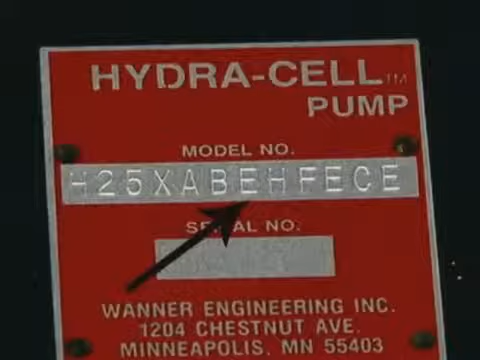 HYDRA-CELL™
PUMP
MODEL NO.
H25XABEHFECE
SERIAL NO.
WANNER ENGINEERING INC.
1204 CHESTNUT AVE.
MINNEAPOLIS, MN 55403